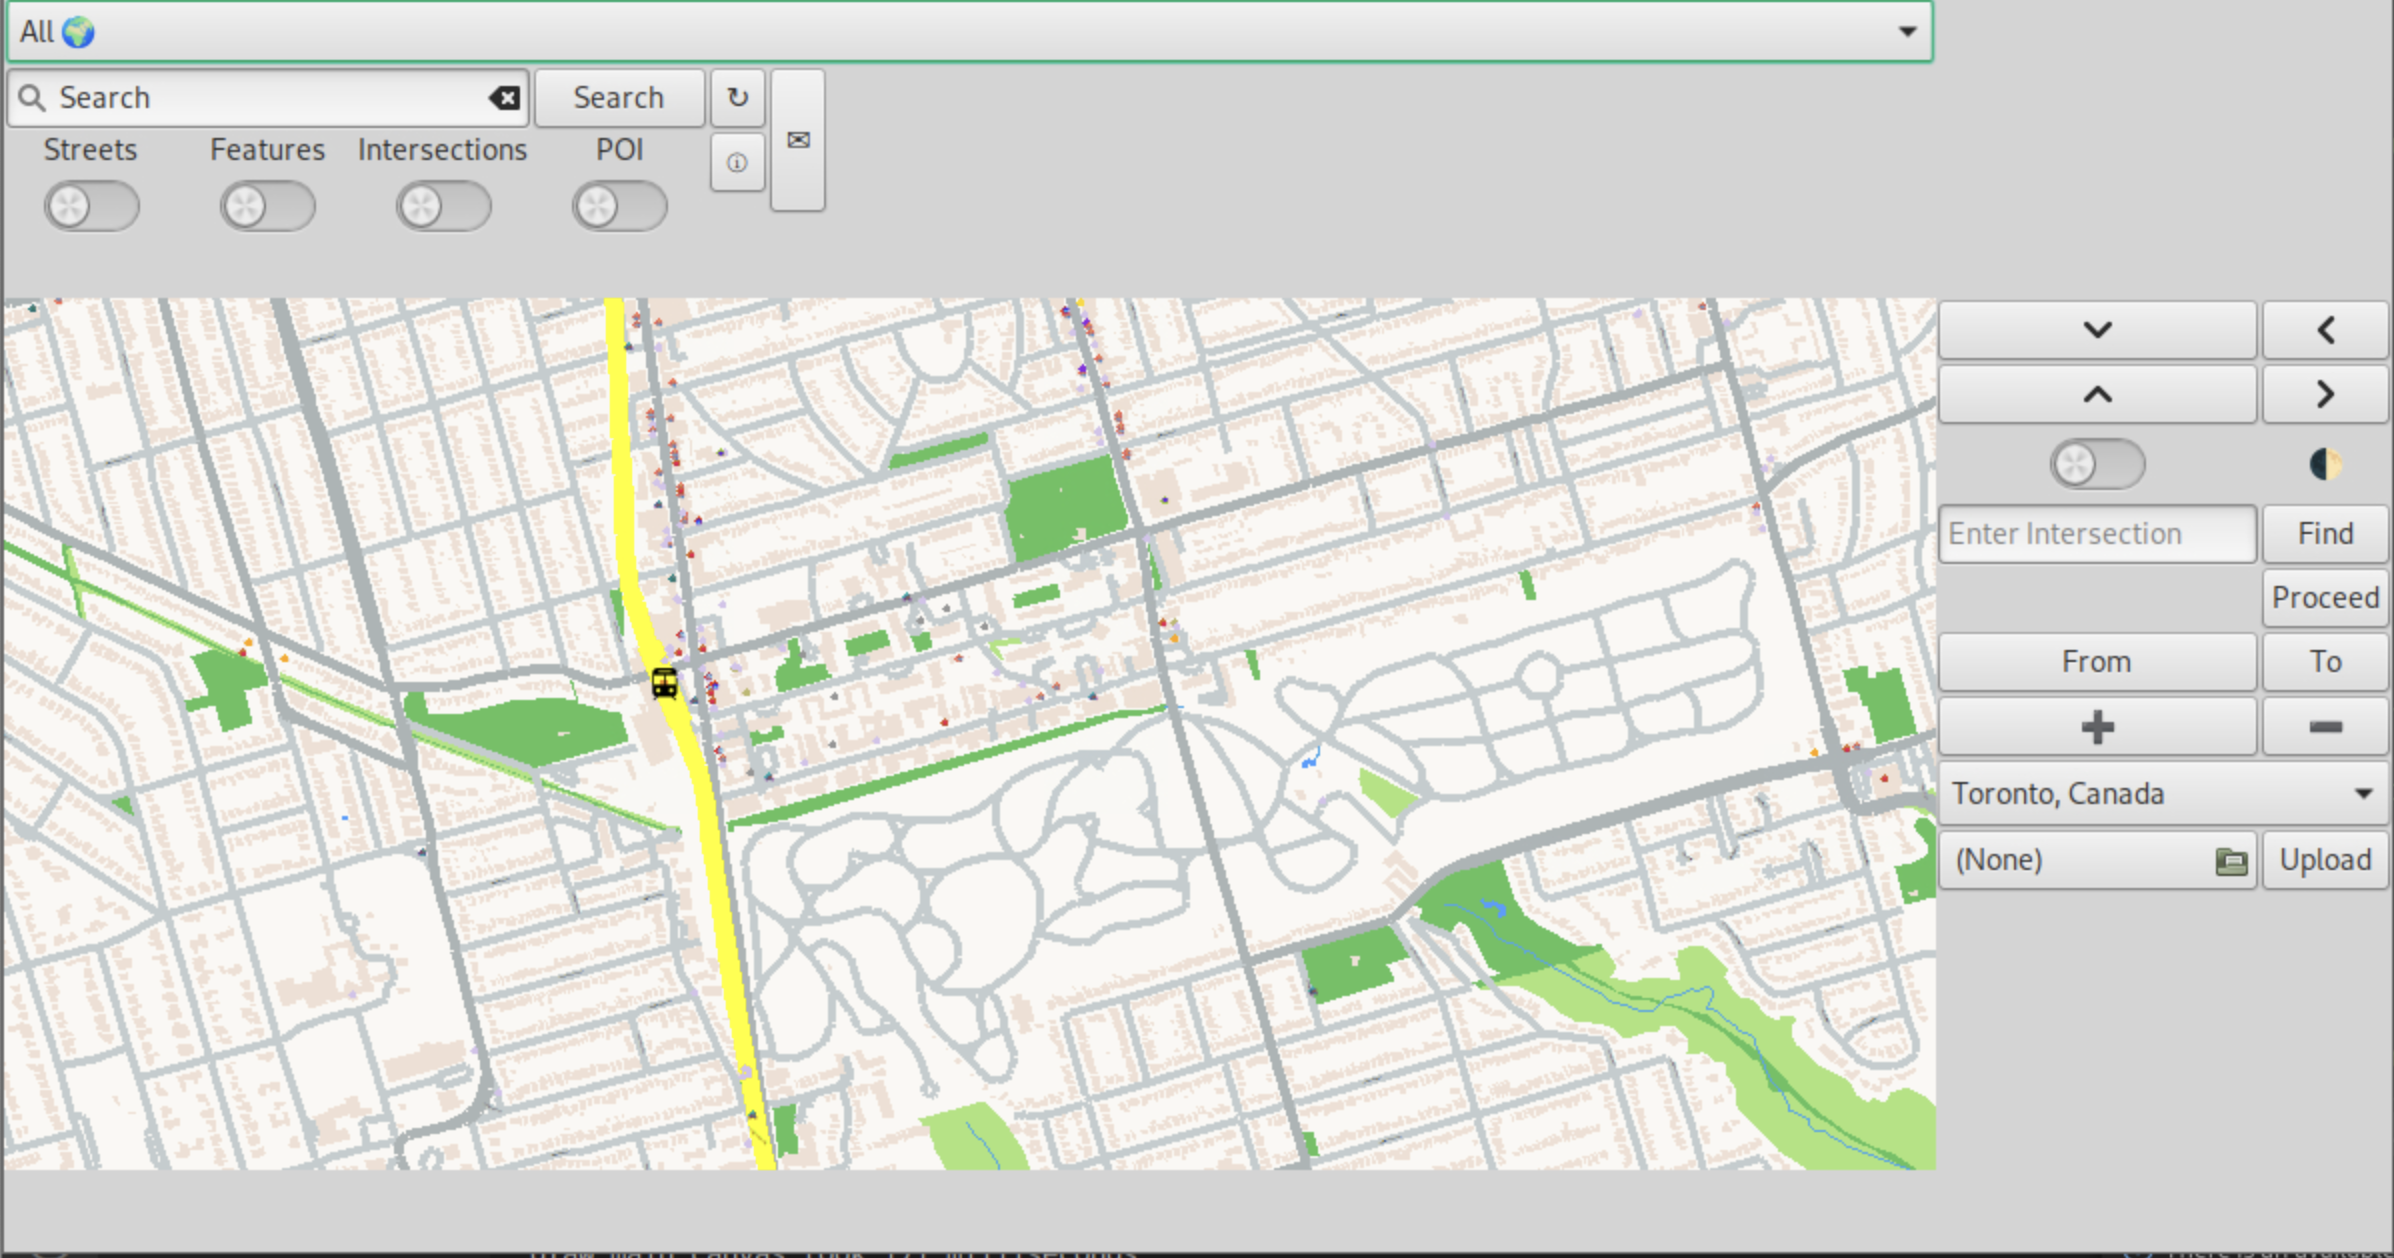 All 🌍
Search
Search
↻
✉
Streets
Features
Intersections
POI
ⓘ
Enter Intersection
Find
Proceed
From
To
Toronto, Canada
(None)
Upload